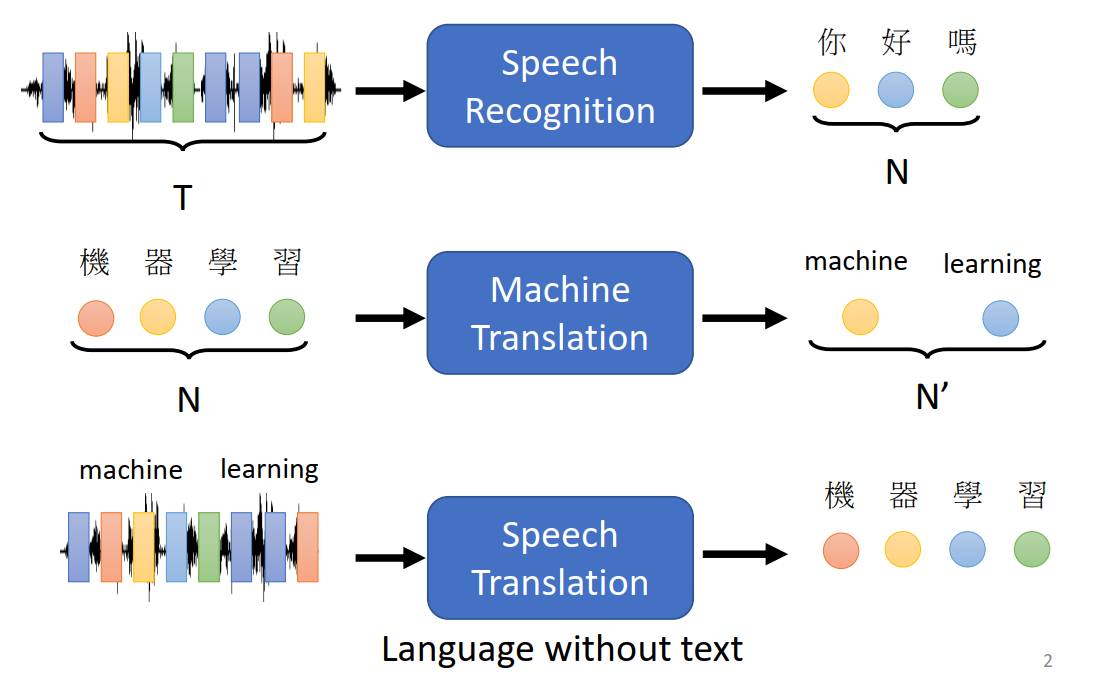 你 好 嗎
Speech
Recognition
T
N
機 器 學 習
machine learning
Machine
Translation
N
N’
machine learning
機 器 學 習
Speech
Translation
Language without text
2